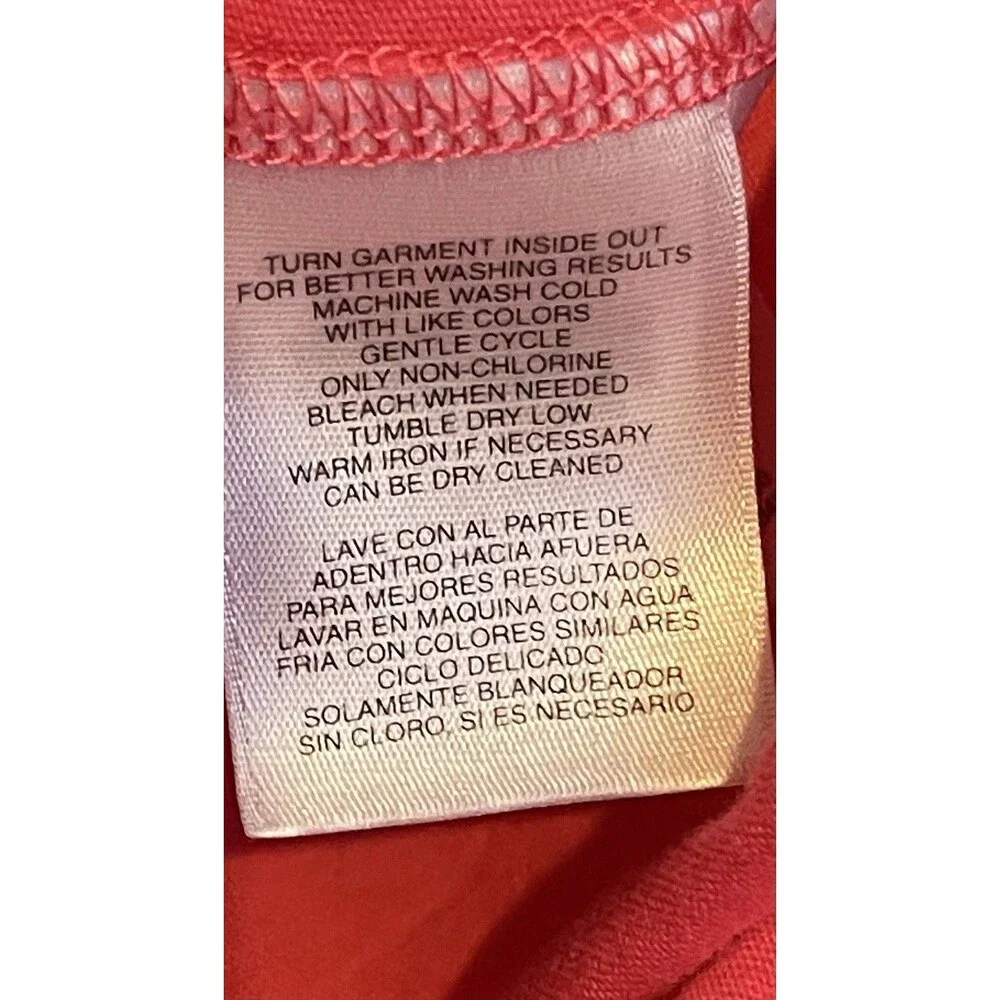 TURN GARMENT INSIDE OUT
FOR BETTER WASHING RESULTS
MACHINE WASH COLD
WITH LIKE COLORS
GENTLE CYCLE
ONLY NON-CHLORINE
BLEACH WHEN NEEDED
TUMBLE DRY LOW
WARM IRON IF NECESSARY
CAN BE DRY CLEANED
LAVE CON AL PARTE DE
ADENTRO HACIA AFUERA
PARA MEJORES RESULTADOS
LAVAR EN MAQUINA CON AGUA
FRIA CON COLORES SIMILARES
CICLO DELICADO
SOLAMENTE BLANQUEADOR
SIN CLORO, SI ES NECESARIO